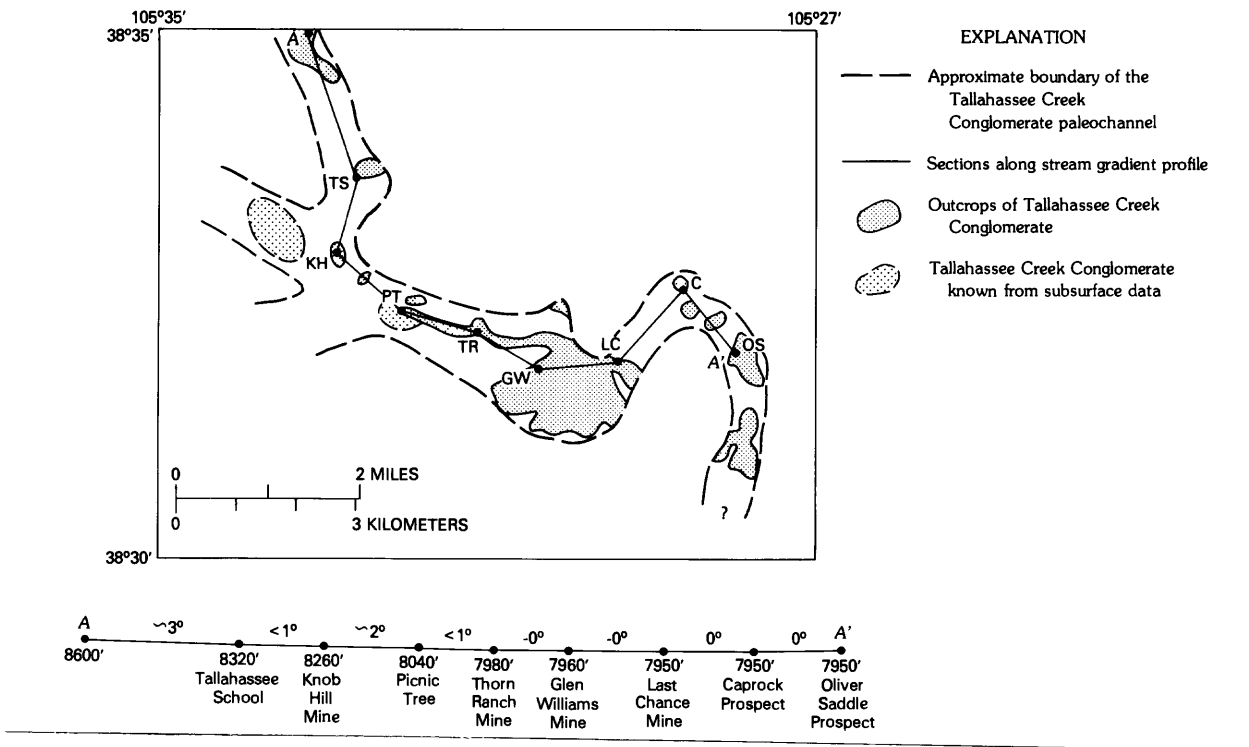 105°35′
105°27′
38°35′
A
TS
KH
PT
TR
GW
LC
C
OS
A′
?
0
2 MILES
0
3 KILOMETERS
38°30′
EXPLANATION
Approximate boundary of the
Tallahassee Creek
Conglomerate paleochannel
Sections along stream gradient profile
Outcrops of Tallahassee Creek
Conglomerate
Tallahassee Creek Conglomerate
known from subsurface data
A
~3°
<1°
~2°
<1°
-0°
-0°
0°
0°
A′
8600′
8320′
Tallahassee
School
8260′
Knob
Hill
Mine
8040′
Picnic
Tree
7980′
Thorn
Ranch
Mine
7960′
Glen
Williams
Mine
7950′
Last
Chance
Mine
7950′
Caprock
Prospect
7950′
Oliver
Saddle
Prospect